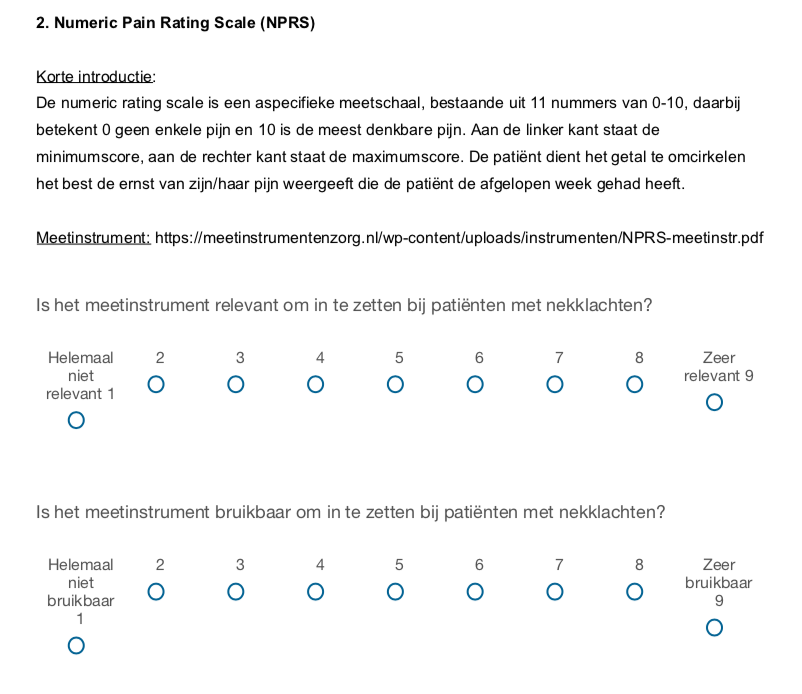 2. Numeric Pain Rating Scale (NPRS)
Korte introductie:
De numeric rating scale is een aspecifieke meetschaal, bestaande uit 11 nummers van 0-10, daarbij
betekent 0 geen enkele pijn en 10 is de meest denkbare pijn. Aan de linker kant staat de
minimumscore, aan de rechter kant staat de maximumscore. De patiënt dient het getal te omcirkelen
het best de ernst van zijn/haar pijn weergeeft die de patiënt de afgelopen week gehad heeft.
Meetinstrument: https://meetinstrumentenzorg.nl/wp-content/uploads/instrumenten/NPRS-meetinstr.pdf
Is het meetinstrument relevant om in te zetten bij patiënten met nekklachten?
Helemaal 2 3 4 5 6 7 8 Zeer
niet relevant 9
relevant 1
Is het meetinstrument bruikbaar om in te zetten bij patiënten met nekklachten?
Helemaal 2 3 4 5 6 7 8 Zeer
niet bruikbaar
bruikbaar 9
1